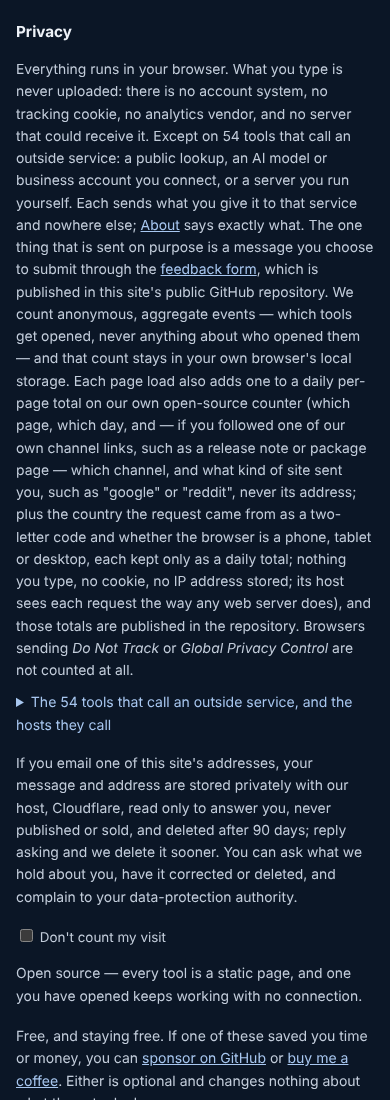 Privacy
Everything runs in your browser. What you type is
never uploaded: there is no account system, no
tracking cookie, no analytics vendor, and no server
that could receive it. Except on 54 tools that call an
outside service: a public lookup, an AI model or
business account you connect, or a server you run
yourself. Each sends what you give it to that service
and nowhere else; About says exactly what. The one
thing that is sent on purpose is a message you choose
to submit through the feedback form, which is
published in this site's public GitHub repository. We
count anonymous, aggregate events — which tools
get opened, never anything about who opened them
— and that count stays in your own browser's local
storage. Each page load also adds one to a daily per-
page total on our own open-source counter (which
page, which day, and — if you followed one of our
own channel links, such as a release note or package
page — which channel, and what kind of site sent
you, such as "google" or "reddit", never its address;
plus the country the request came from as a two-
letter code and whether the browser is a phone, tablet
or desktop, each kept only as a daily total; nothing
you type, no cookie, no IP address stored; its host
sees each request the way any web server does), and
those totals are published in the repository. Browsers
sending Do Not Track or Global Privacy Control are
not counted at all.
▶ The 54 tools that call an outside service, and the
hosts they call
If you email one of this site's addresses, your
message and address are stored privately with our
host, Cloudflare, read only to answer you, never
published or sold, and deleted after 90 days; reply
asking and we delete it sooner. You can ask what we
hold about you, have it corrected or deleted, and
complain to your data-protection authority.
Don't count my visit
Open source — every tool is a static page, and one
you have opened keeps working with no connection.
Free, and staying free. If one of these saved you time
or money, you can sponsor on GitHub or buy me a
coffee. Either is optional and changes nothing about